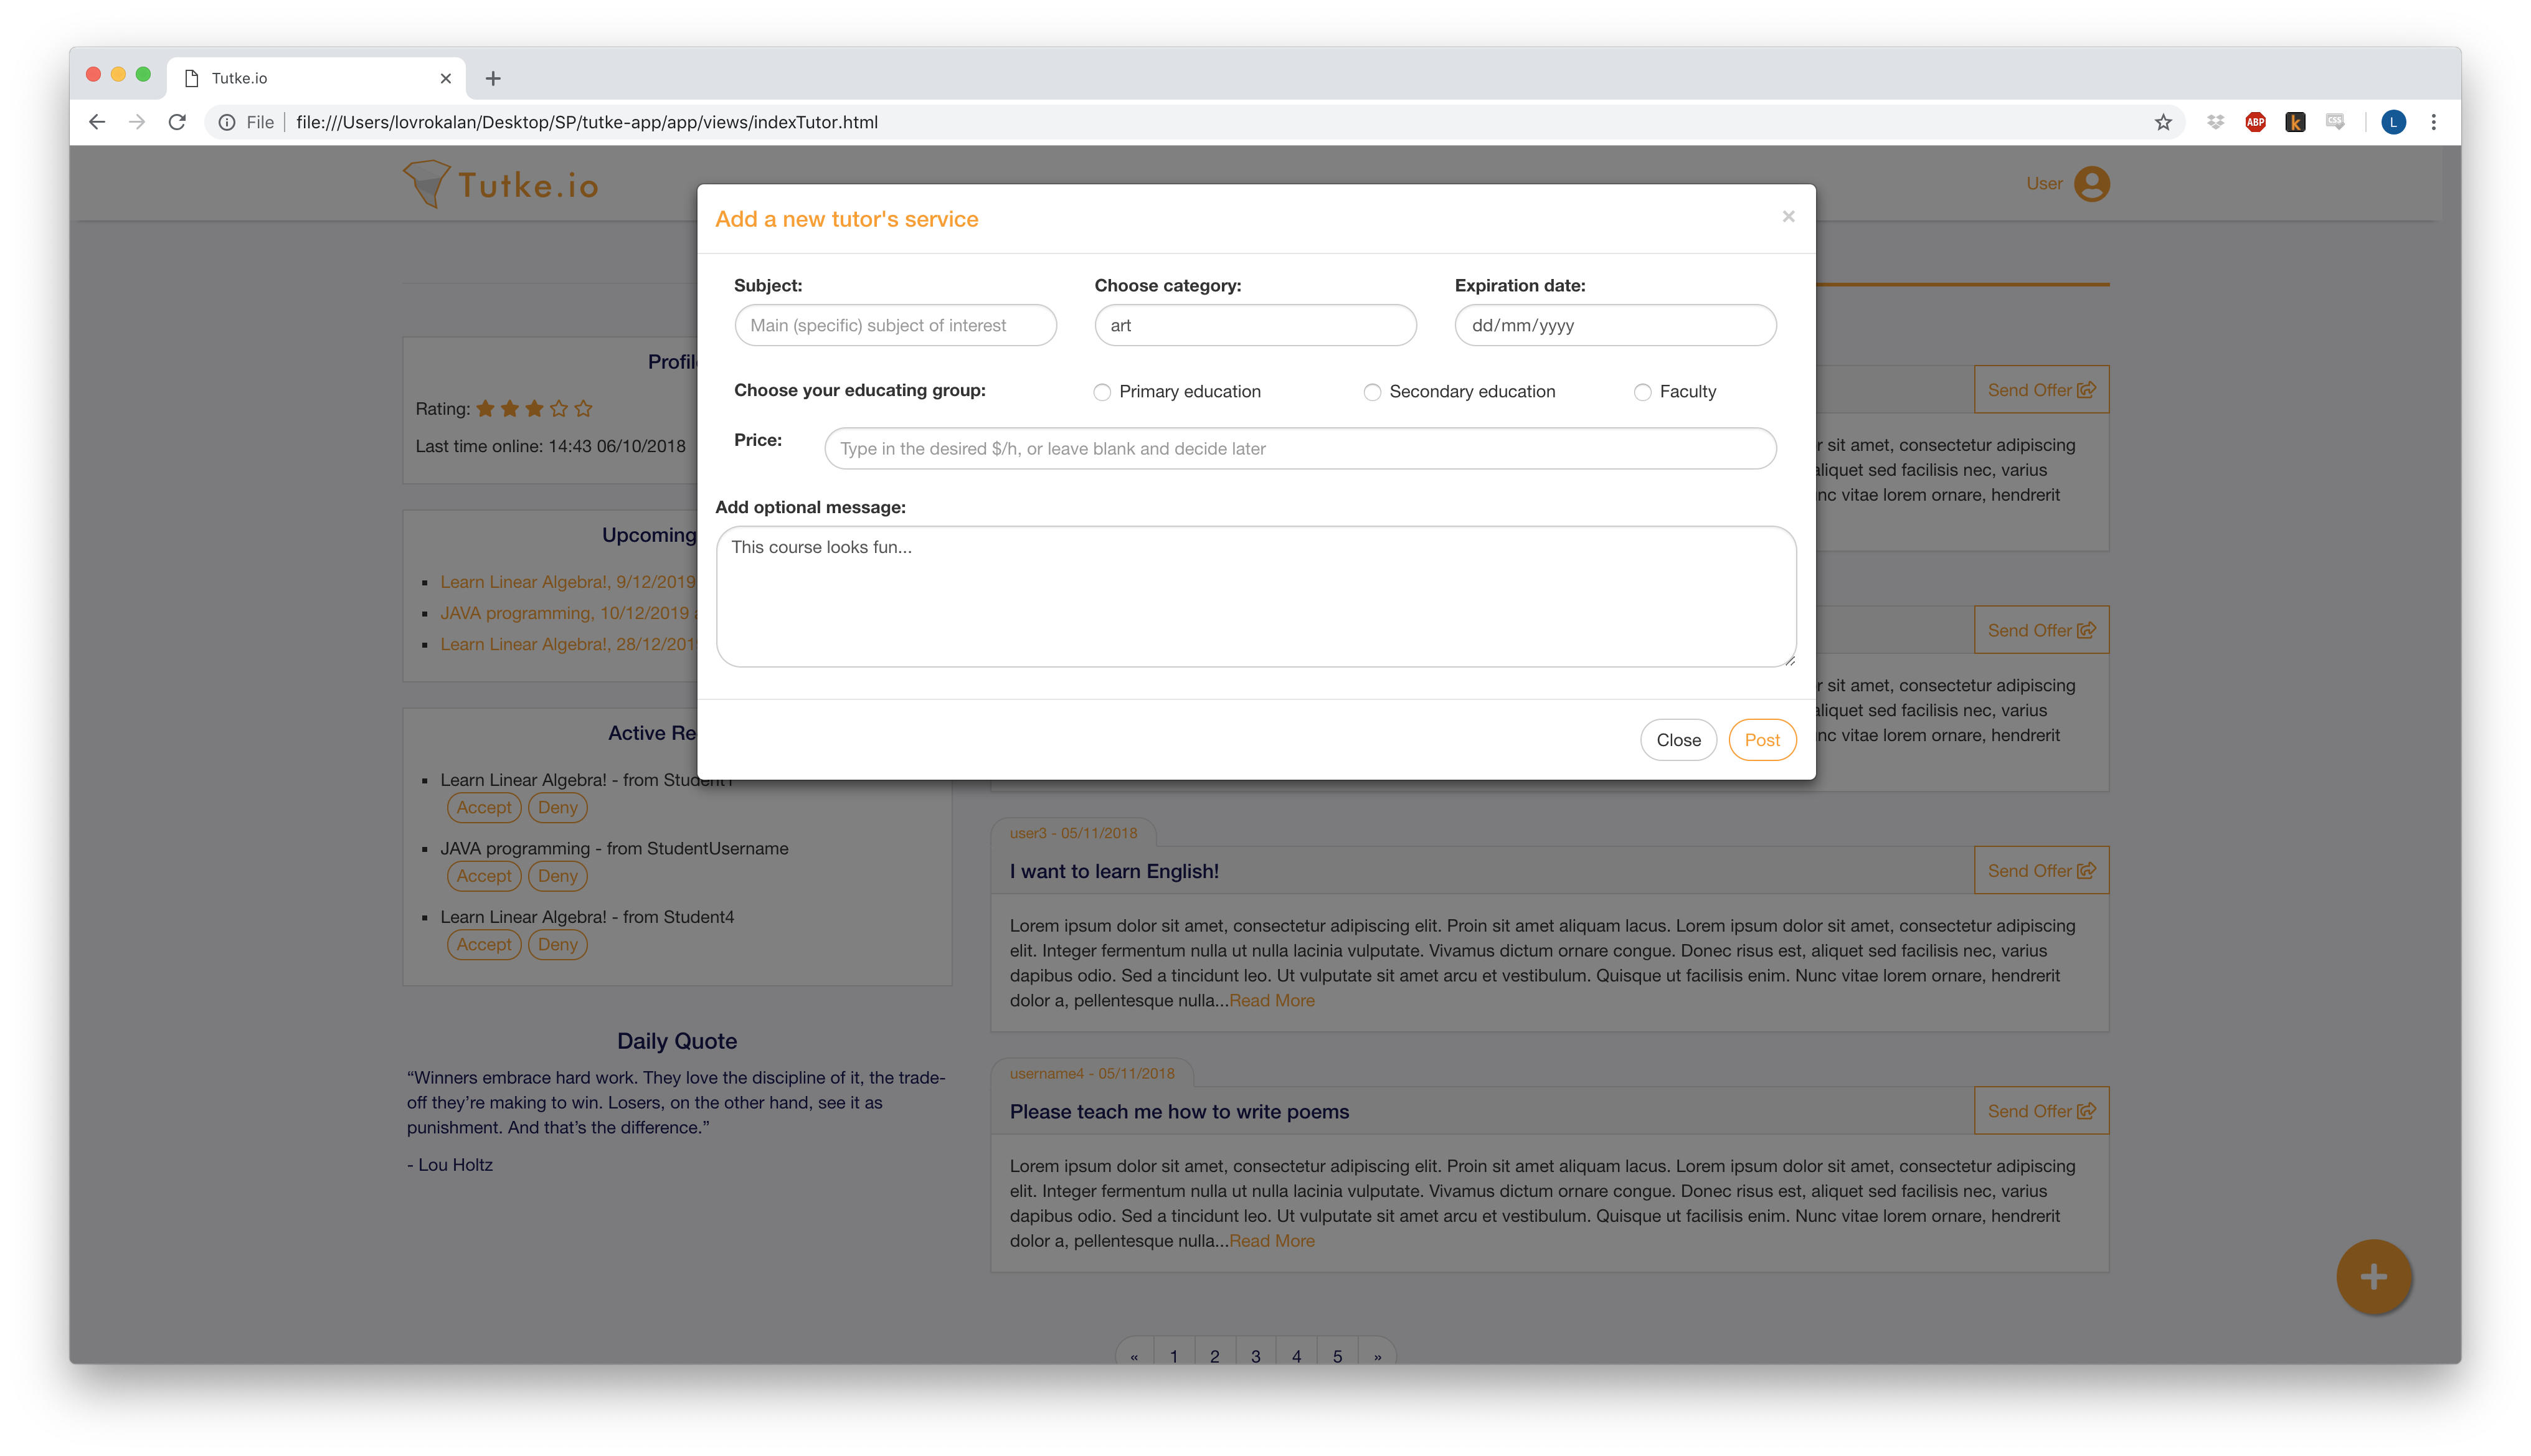 Tutke.io
File
file:///Users/lovrokalan/Desktop/SP/tutke-app/app/views/indexTutor.html
ABP
k
CSS
L
Tutke.io
User
Add a new tutor's service
×
Subject:
Choose category:
Expiration date:
Main (specific) subject of interest
art
dd/mm/yyyy
Choose your educating group:
Primary education
Secondary education
Faculty
Price:
Type in the desired $/h, or leave blank and decide later
Add optional message:
This course looks fun...
Close
Post
Rating:
Last time online: 14:43 06/10/2018
Upcoming
Learn Linear Algebra!, 9/12/2019
JAVA programming, 10/12/2019
Learn Linear Algebra!,
Active
Learn Linear Algebra! - from Student1
Accept
Deny
JAVA programming - from StudentUsername
Accept
Deny
Learn Linear Algebra! - from Student4
Accept
Deny
Daily Quote
“Winners embrace hard work. They love the discipline of it, the trade-
off they’re making to win. Losers, on the other hand, see it as
punishment. And that’s the difference.”
- Lou Holtz
Send Offer
sit amet, consectetur adipiscing
aliquet sed facilisis nec, varius
vitae lorem ornare, hendrerit
Send Offer
sit amet, consectetur adipiscing
aliquet sed facilisis nec, varius
vitae lorem ornare, hendrerit
user3 - 05/11/2018
I want to learn English!
Send Offer
Lorem ipsum dolor sit amet, consectetur adipiscing elit. Proin sit amet aliquam lacus. Lorem ipsum dolor sit amet, consectetur adipiscing
elit. Integer fermentum nulla ut nulla lacinia vulputate. Vivamus dictum ornare congue. Donec risus est, aliquet sed facilisis nec, varius
dapibus odio. Sed a tincidunt leo. Ut vulputate sit amet arcu et vestibulum. Quisque ut facilisis enim. Nunc vitae lorem ornare, hendrerit
dolor a, pellentesque nulla...Read More
username4 - 05/11/2018
Please teach me how to write poems
Send Offer
Lorem ipsum dolor sit amet, consectetur adipiscing elit. Proin sit amet aliquam lacus. Lorem ipsum dolor sit amet, consectetur adipiscing
elit. Integer fermentum nulla ut nulla lacinia vulputate. Vivamus dictum ornare congue. Donec risus est, aliquet sed facilisis nec, varius
dapibus odio. Sed a tincidunt leo. Ut vulputate sit amet arcu et vestibulum. Quisque ut facilisis enim. Nunc vitae lorem ornare, hendrerit
dolor a, pellentesque nulla...Read More
« 1 2 3 4 5 »